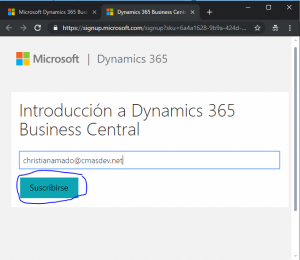 Microsoft Dynamics 365 Busi
Dynamics 365 Business Central
https://signup.microsoft.com/signup?sku=6a4a1628-9b9a-424d-...
Microsoft | Dynamics 365
Introducción a Dynamics 365
Business Central
christianamado@cmasdev.net
Suscribirse